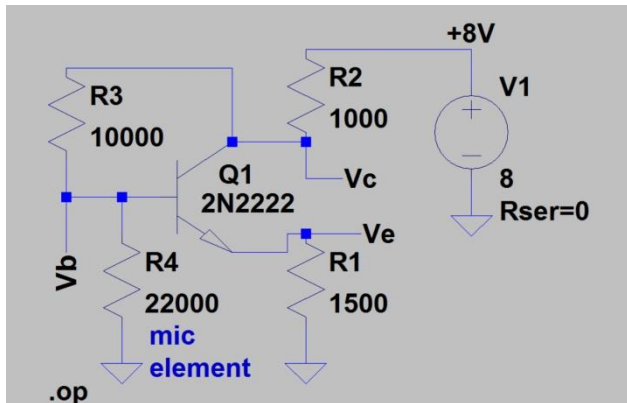 +8V
R3
10000
R2
1000
V1
8
Rser=0
Vc
Q1
2N2222
Ve
Vb
R4
22000
R1
1500
mic
element
.op